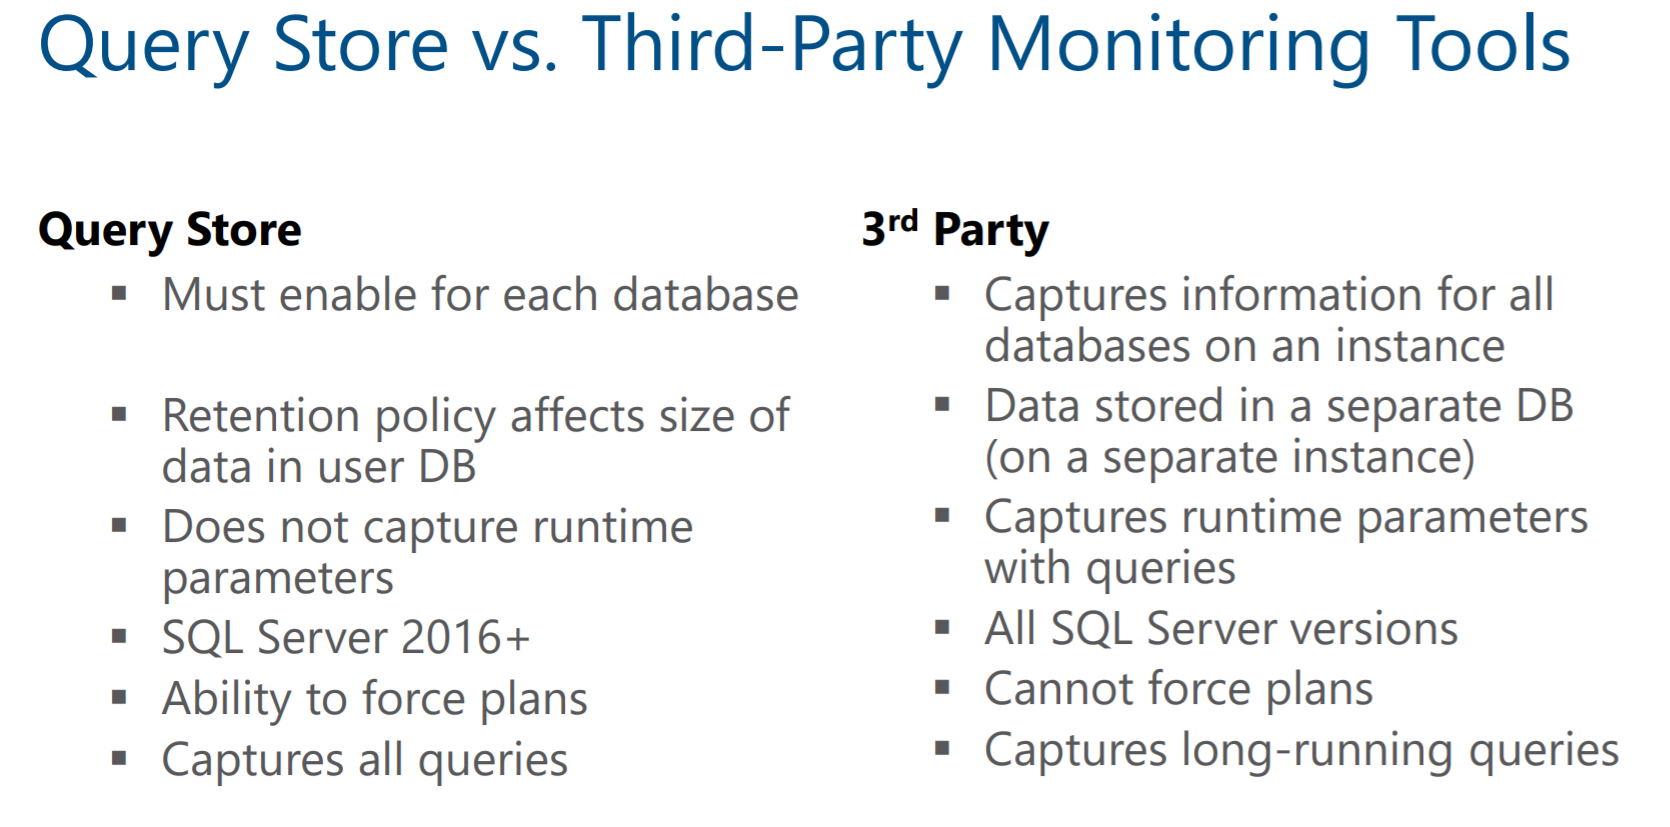 Query Store vs. Third-Party Monitoring Tools
Query Store
▪ Must enable for each database
▪ Retention policy affects size of
data in user DB
▪ Does not capture runtime
parameters
▪ SQL Server 2016+
▪ Ability to force plans
▪ Captures all queries
3rd Party
▪ Captures information for all
databases on an instance
▪ Data stored in a separate DB
(on a separate instance)
▪ Captures runtime parameters
with queries
▪ All SQL Server versions
▪ Cannot force plans
▪ Captures long-running queries